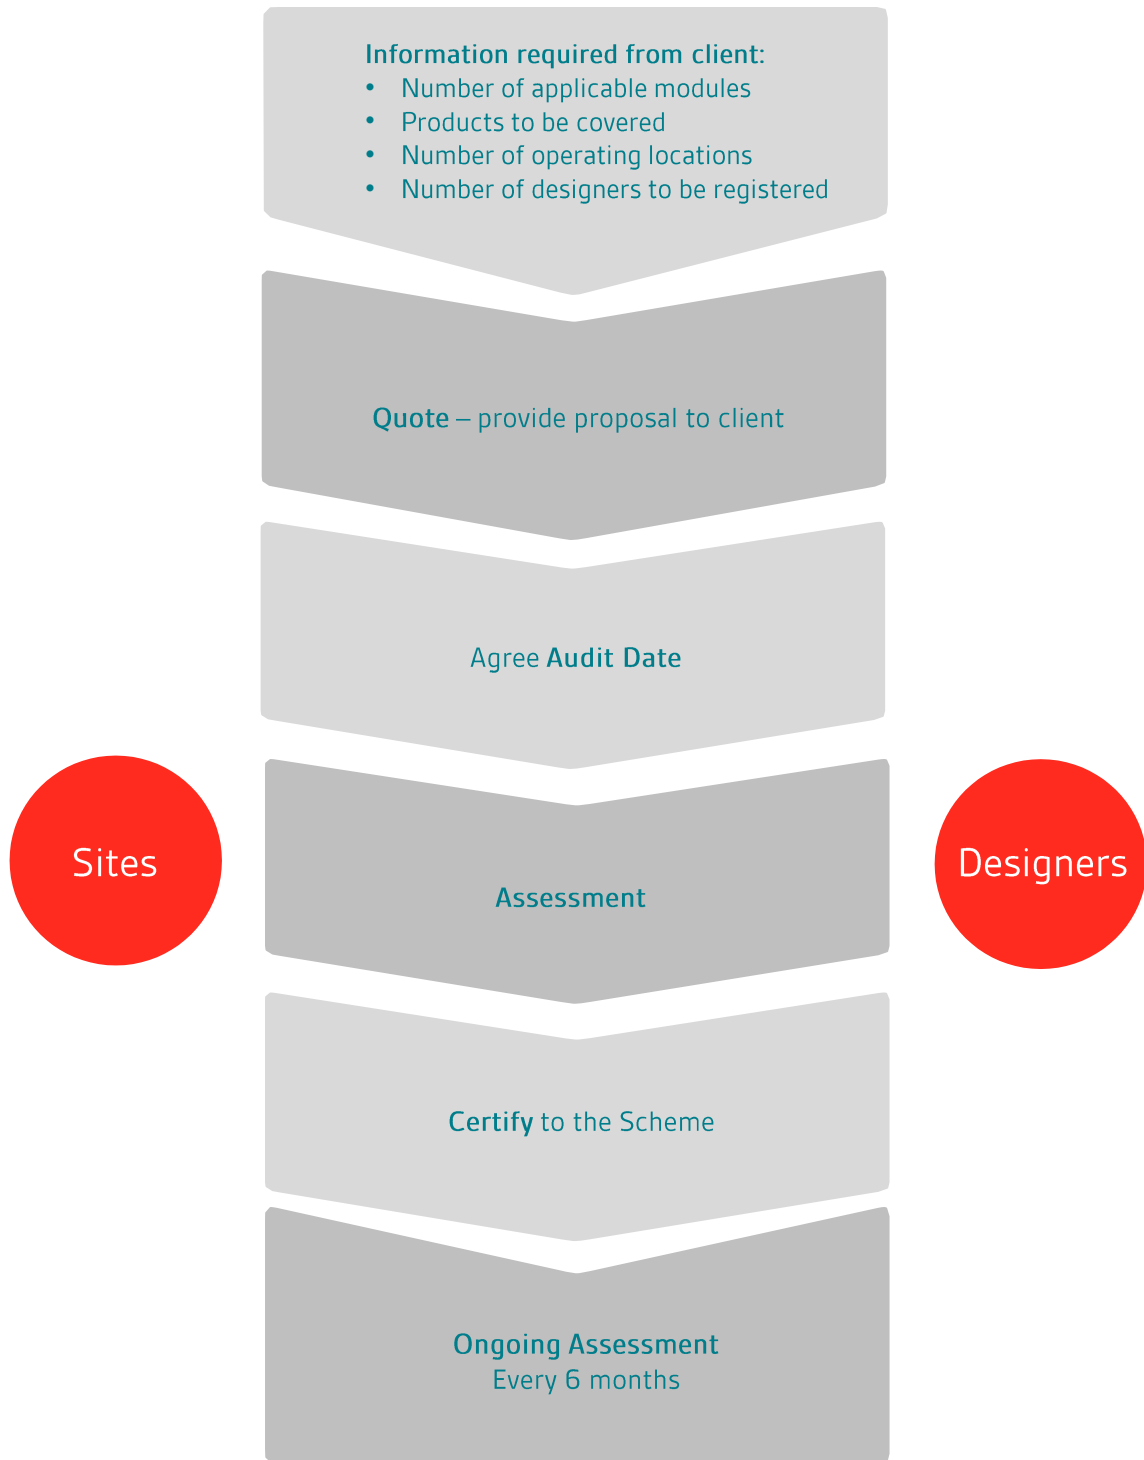 Information required from client:
• Number of applicable modules
• Products to be covered
• Number of operating locations
• Number of designers to be registered
Quote – provide proposal to client
Agree Audit Date
Sites
Assessment
Designers
Certify to the Scheme
Ongoing Assessment
Every 6 months